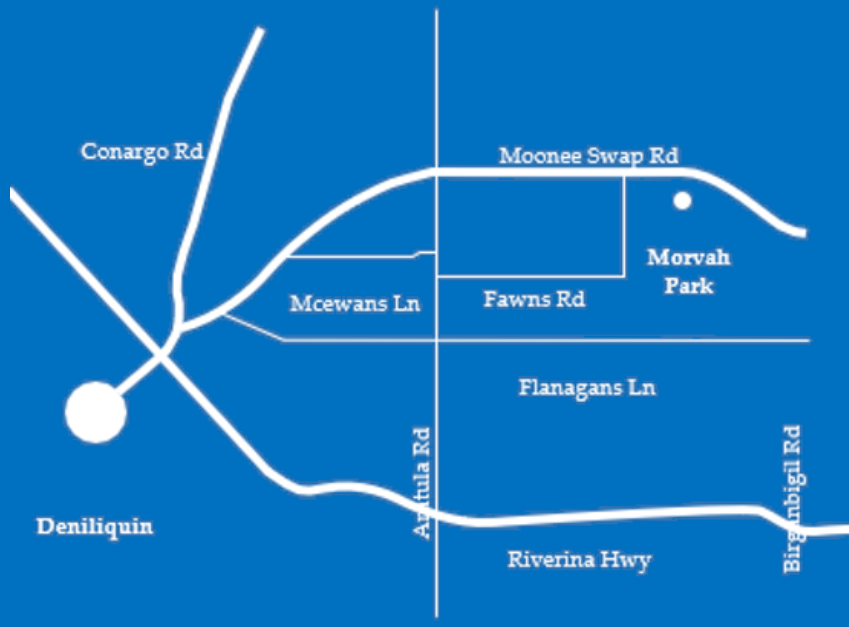 Conargo Rd
Moonee Swap Rd
Morvah
Park
Mcewans Ln
Fawns Rd
Flanagans Ln
Deniliquin
Riverina Hwy
Rd
Rd